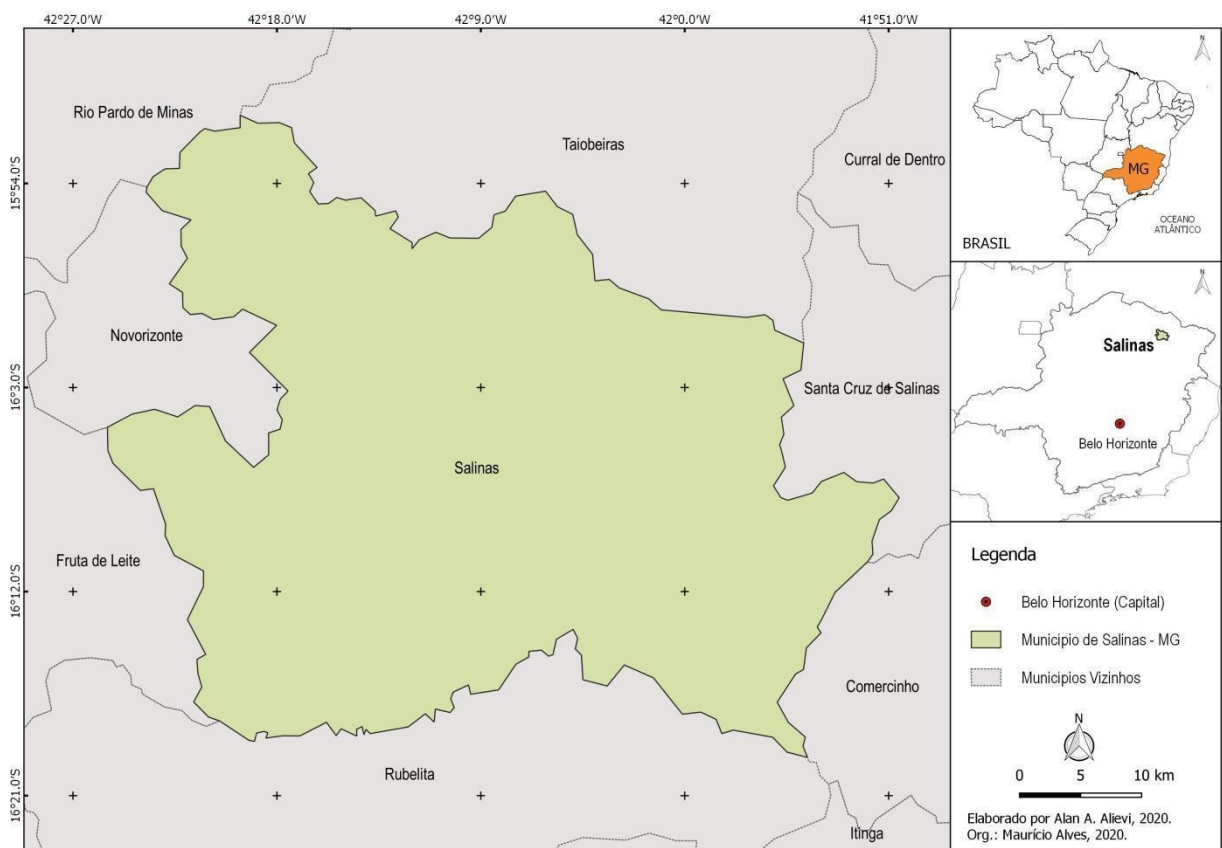 42°27.0'W 42°18.0'W 42°9.0'W 42°0.0'W 41°51.0'W
15°54.0'S
16°3.0'S
16°12.0'S
16°21.0'S
Rio Pardo de Minas
Taiobeiras
Curral de Dentro
Novorizonte
Santa Cruz de Salinas
Salinas
Fruta de Leite
Comercinho
Rubelita
Itinga
N
MG
OCEANO
ATLÂNTICO
BRASIL
N
Salinas
Belo Horizonte
Legenda
Belo Horizonte (Capital)
Municipio de Salinas - MG
Municipios Vizinhos
N
0 5 10 km
Elaborado por Alan A. Alievi, 2020.
Org.: Maurício Alves, 2020.